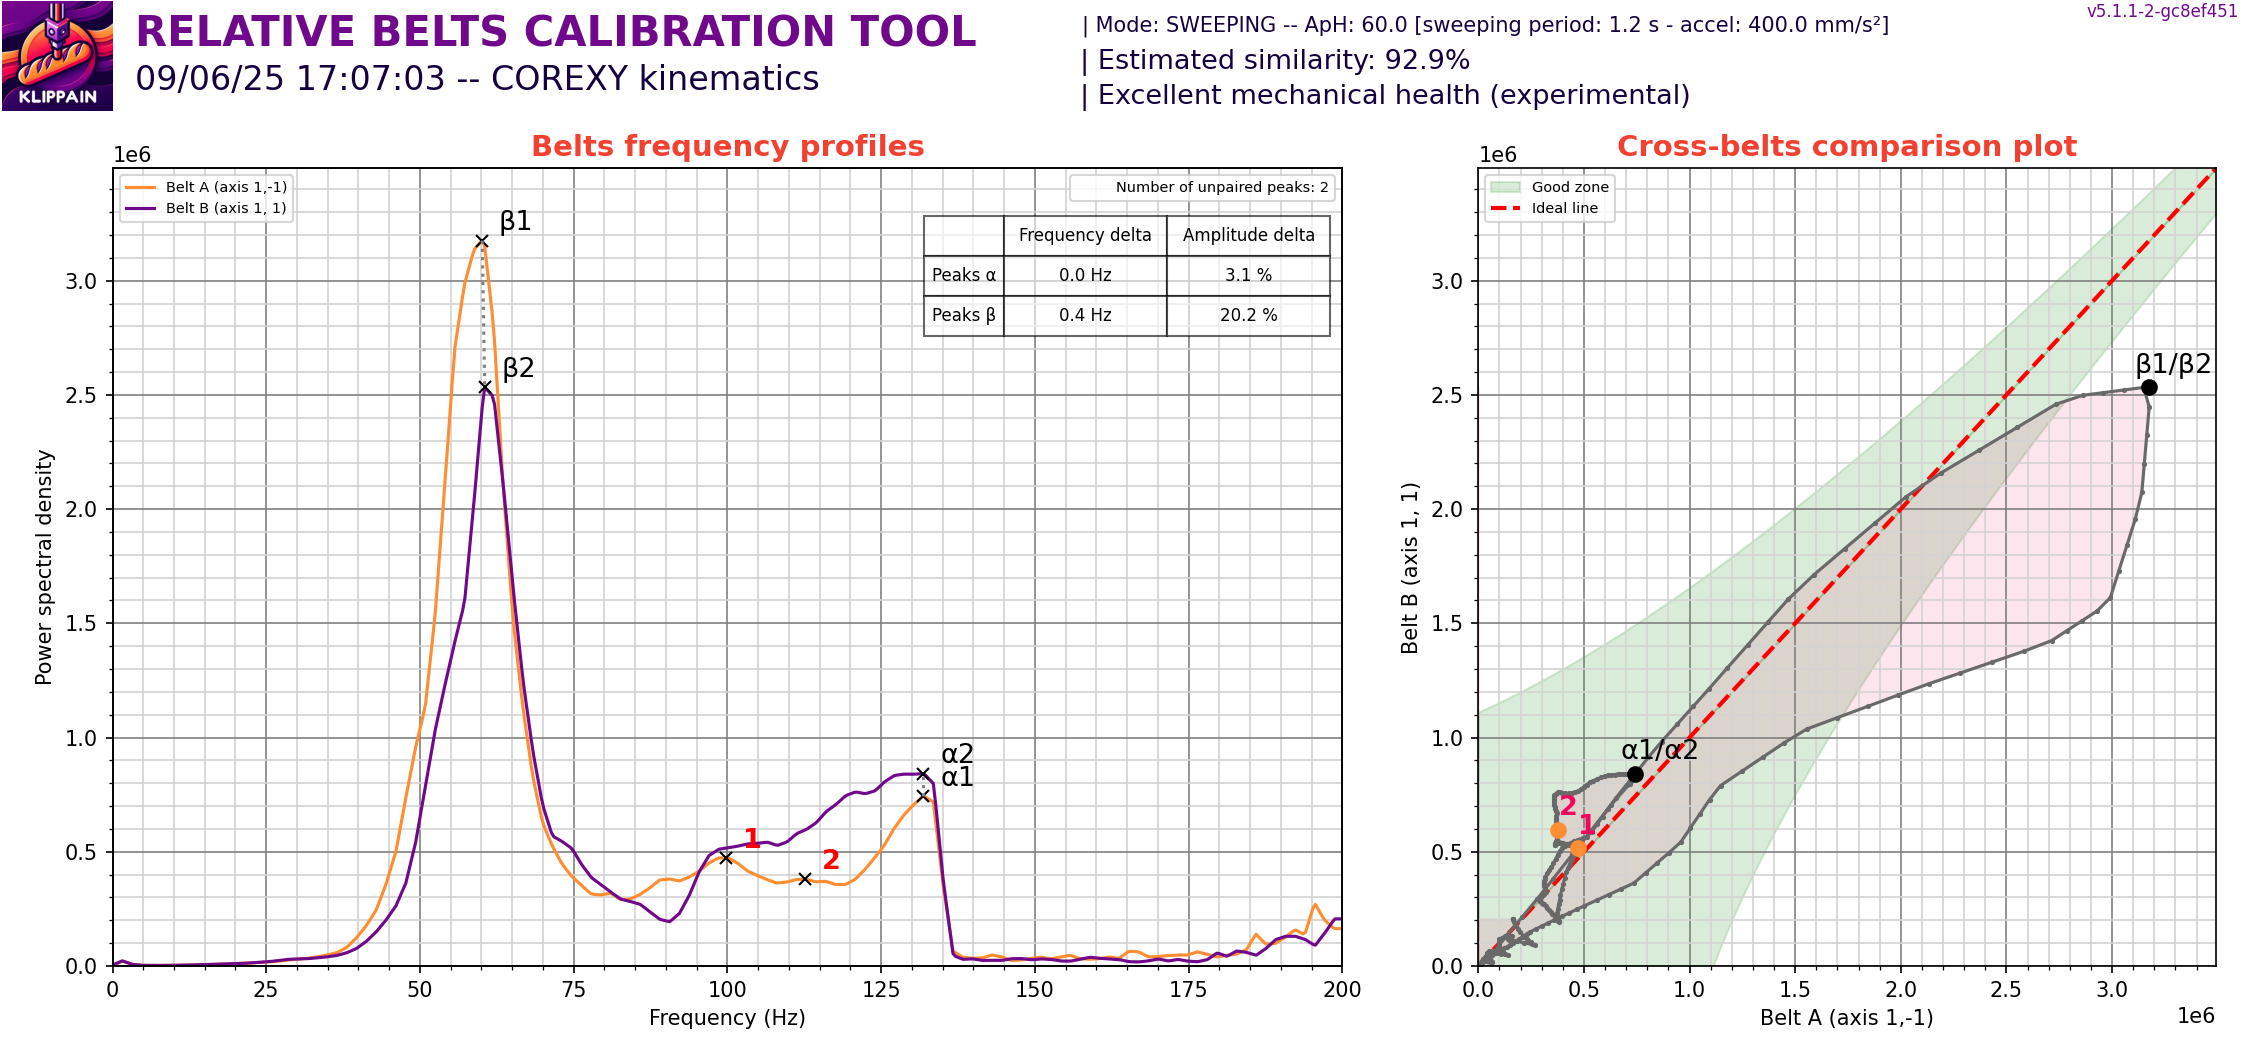 KLIPPAIN
RELATIVE BELTS CALIBRATION TOOL
09/06/25 17:07:03 -- COREXY kinematics
| Mode: SWEEPING -- ApH: 60.0 [sweeping period: 1.2 s - accel: 400.0 mm/s²]
| Estimated similarity: 92.9%
| Excellent mechanical health (experimental)
v5.1.1-2-gc8ef451
Belts frequency profiles
1e6
Belt A (axis 1,-1)
Belt B (axis 1, 1)
Number of unpaired peaks: 2
Frequency delta Amplitude delta
Peaks α 0.0 Hz 3.1 %
Peaks β 0.4 Hz 20.2 %
β1
β2
α2
α1
1
2
Power spectral density
3.0
2.5
2.0
1.5
1.0
0.5
0.0
0 25 50 75 100 125 150 175 200
Frequency (Hz)
Cross-belts comparison plot
1e6
Good zone
Ideal line
β1/β2
α1/α2
2
1
Belt B (axis 1, 1)
3.0
2.5
2.0
1.5
1.0
0.5
0.0
0.0 0.5 1.0 1.5 2.0 2.5 3.0
Belt A (axis 1,-1)
1e6